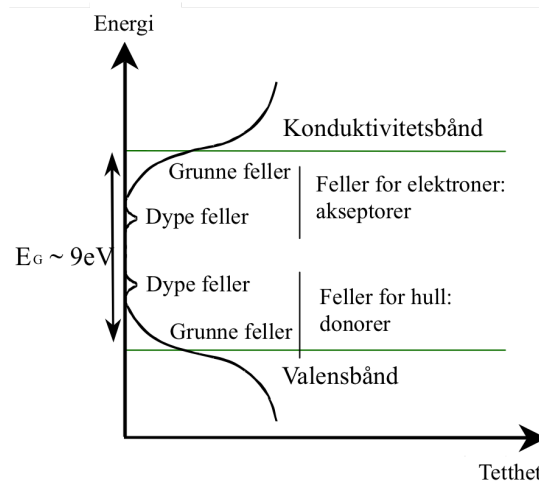 Energi
Konduktivitetsbånd
Grunne feller
Feller for elektroner:
akseptorer
Dype feller
EG ~ 9eV
Dype feller
Feller for hull:
donorer
Grunne feller
Valensbånd
Tetthet